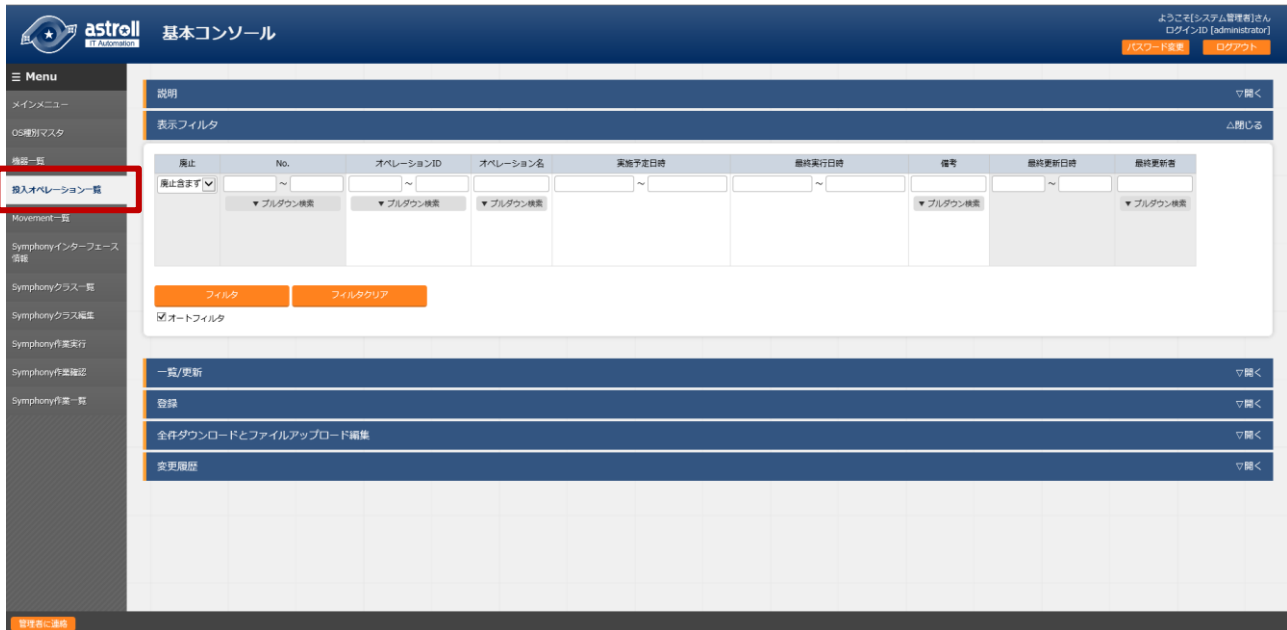 astroll
IT Automation
基本コンソール
ようこそ[システム管理者]さん
ログインID [administrator]
パスワード変更 ログアウト
☰ Menu
メインメニュー
OS種別マスタ
機器一覧
投入オペレーション一覧
Movement一覧
Symphonyインターフェース
情報
Symphonyクラス一覧
Symphonyクラス編集
Symphony作業実行
Symphony作業確認
Symphony作業一覧
説明 ▽開く
表示フィルタ △閉じる
廃止 No. オペレーションID オペレーション名 実施予定日時 最終実行日時 備考 最終更新日時 最終更新者
廃止含まず ～ ～ ～ ～ ～
▼ プルダウン検索 ▼ プルダウン検索 ▼ プルダウン検索 ▼ プルダウン検索 ▼ プルダウン検索
フィルタ フィルタクリア
オートフィルタ
一覧/更新 ▽開く
登録 ▽開く
全件ダウンロードとファイルアップロード編集 ▽開く
変更履歴 ▽開く
管理者に連絡